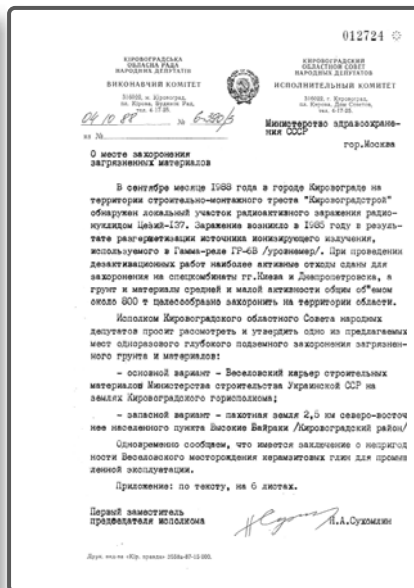 012724
КІРОВОГРАДСЬКА
ОБЛАСНА РАДА
НАРОДНИХ ДЕПУТАТІВ
ВИКОНАВЧИЙ КОМІТЕТ
КИРОВОГРАДСКИЙ
ОБЛАСТНОЙ СОВЕТ
НАРОДНЫХ ДЕПУТАТОВ
ИСПОЛНИТЕЛЬНЫЙ КОМИТЕТ
04 10 88 №
на №
Министерство здравоохране-
ния СССР
гор.Москва
О месте захоронения
загрязненных материалов
В сентябре месяце 1988 года в городе Кировограде на
территории строительно-монтажного треста "Кировоградстрой"
обнаружен локальный участок радиоактивного заражения радио-
нуклидом Цезий-137. Заражение возникло в 1985 году в резуль-
тате разгерметизации источника ионизирующего излучения,
используемого в Гамма-реле ГР-6В /уровнемер/. При проведении
дезактивационных работ наиболее активные отходы сданы для
захоронения на спецкомбинаты гг.Киева и Днепропетровска, а
грунт и материалы средней и малой активности общим об"емом
около 800 т целесообразно захоронить на территории области.
Исполком Кировоградского областного Совета народных
депутатов просит рассмотреть и утвердить одно из предлагаемых
мест одноразового глубокого подземного захоронения загрязнен-
ного грунта и материалов:
- основной вариант - Веселовский карьер строительных
материалов Министерства строительства Украинской ССР на
землях Кировоградского горисполкома;
- запасной вариант - пахотная земля 2,5 км северо-восточ
нее населенного пункта Высокие Байраки /Кировоградский район/
Одновременно сообщаем, что имеется заключение о непригод
ности Веселовского месторождения керамзитовых глин для промыш
ленной эксплуатации.
Приложение: по тексту, на 6 листах.
Первый заместитель
председателя исполкома Н.А.Сухомлин